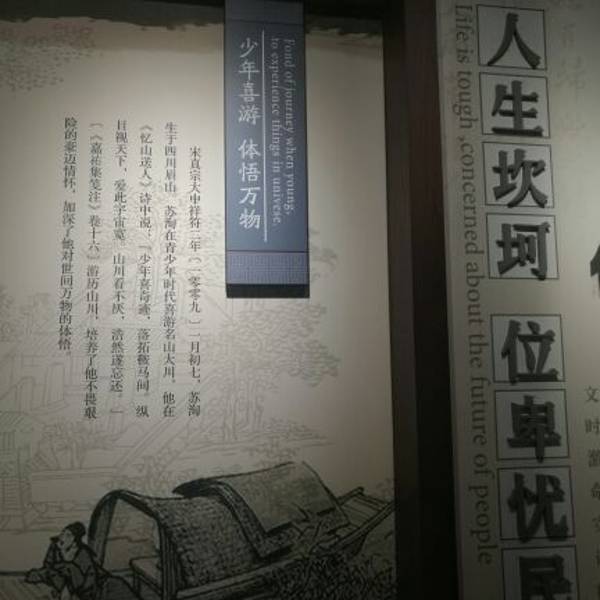 人生坎坷 位卑忧民
Life is tough ,concerned about the future of people
少年喜游 体悟万物
Fond of journey when young,
to experience things in univese.
宋真宗大中祥符二年（一零零九）二月初七，苏洵
生于四川眉山。苏洵在青少年时代喜游名山大川，他在
《忆山送人》诗中说：“少年喜奇迹，落拓鞍马间。纵
目视天下，爱此宇宙宽。山川看不厌，浩然遂忘还。”
（《嘉祐集笺注》卷十六）游历山川，培养了他不畏艰
险的豪迈情怀，加深了他对世间万物的体悟。